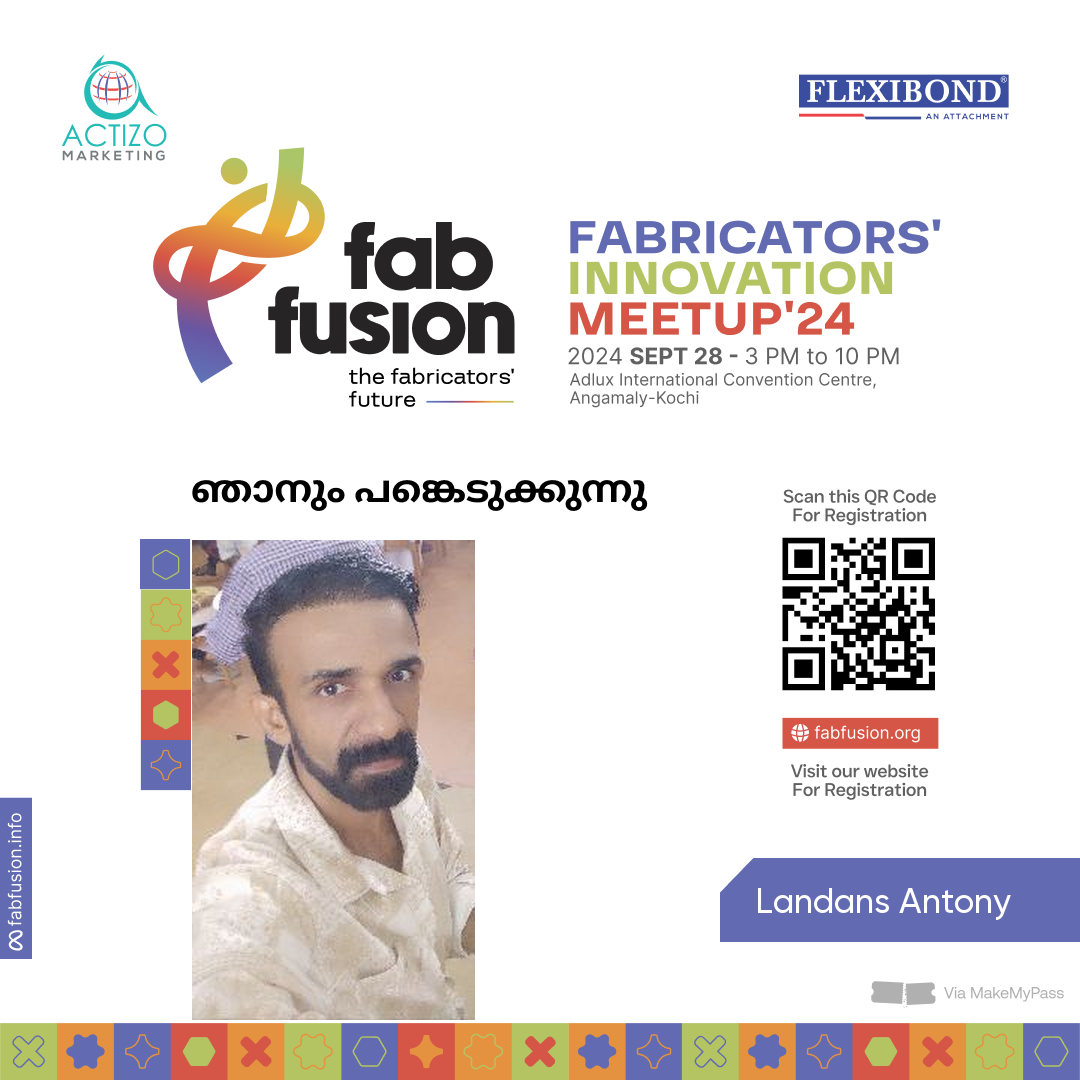 ACTIZO
MARKETING
FLEXIBOND®
AN ATTACHMENT
fab
fusion
the fabricators'
future
FABRICATORS'
INNOVATION
MEETUP'24
2024 SEPT 28 - 3 PM to 10 PM
Adlux International Convention Centre,
Angamaly-Kochi
ഞാനും പങ്കെടുക്കുന്നു
Scan this QR Code
For Registration
fabfusion.org
Visit our website
For Registration
fabfusion.info
Landans Antony
Via MakeMyPass